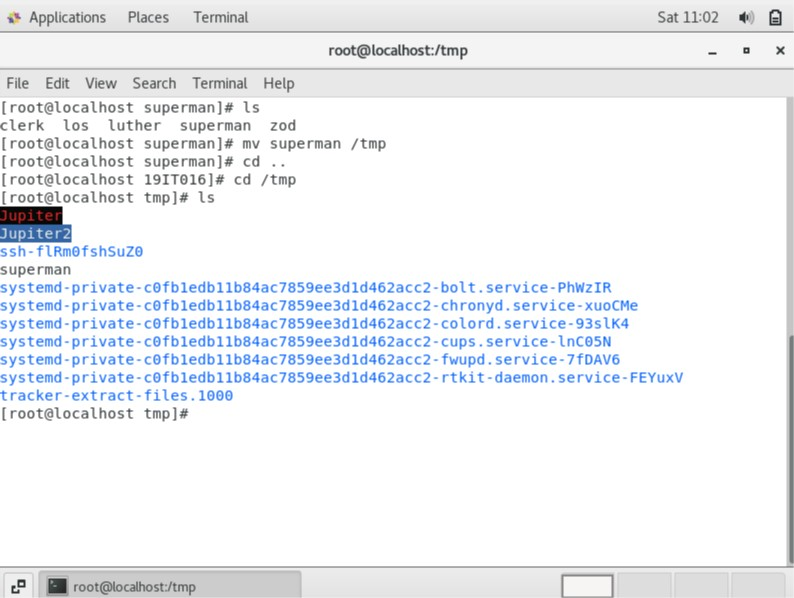 Applications Places Terminal Sat 11:02
root@localhost:/tmp
File Edit View Search Terminal Help
[root@localhost superman]# ls
clerk  los  luther  superman  zod
[root@localhost superman]# mv superman /tmp
[root@localhost superman]# cd ..
[root@localhost 19IT016]# cd /tmp
[root@localhost tmp]# ls
Jupiter
Jupiter2
ssh-flRm0fshSuZ0
superman
systemd-private-c0fb1edb11b84ac7859ee3d1d462acc2-bolt.service-PhWzIR
systemd-private-c0fb1edb11b84ac7859ee3d1d462acc2-chronyd.service-xuoCMe
systemd-private-c0fb1edb11b84ac7859ee3d1d462acc2-colord.service-93slK4
systemd-private-c0fb1edb11b84ac7859ee3d1d462acc2-cups.service-lnC05N
systemd-private-c0fb1edb11b84ac7859ee3d1d462acc2-fwupd.service-7fDAV6
systemd-private-c0fb1edb11b84ac7859ee3d1d462acc2-rtkit-daemon.service-FEYuxV
tracker-extract-files.1000
[root@localhost tmp]#
root@localhost:/tmp